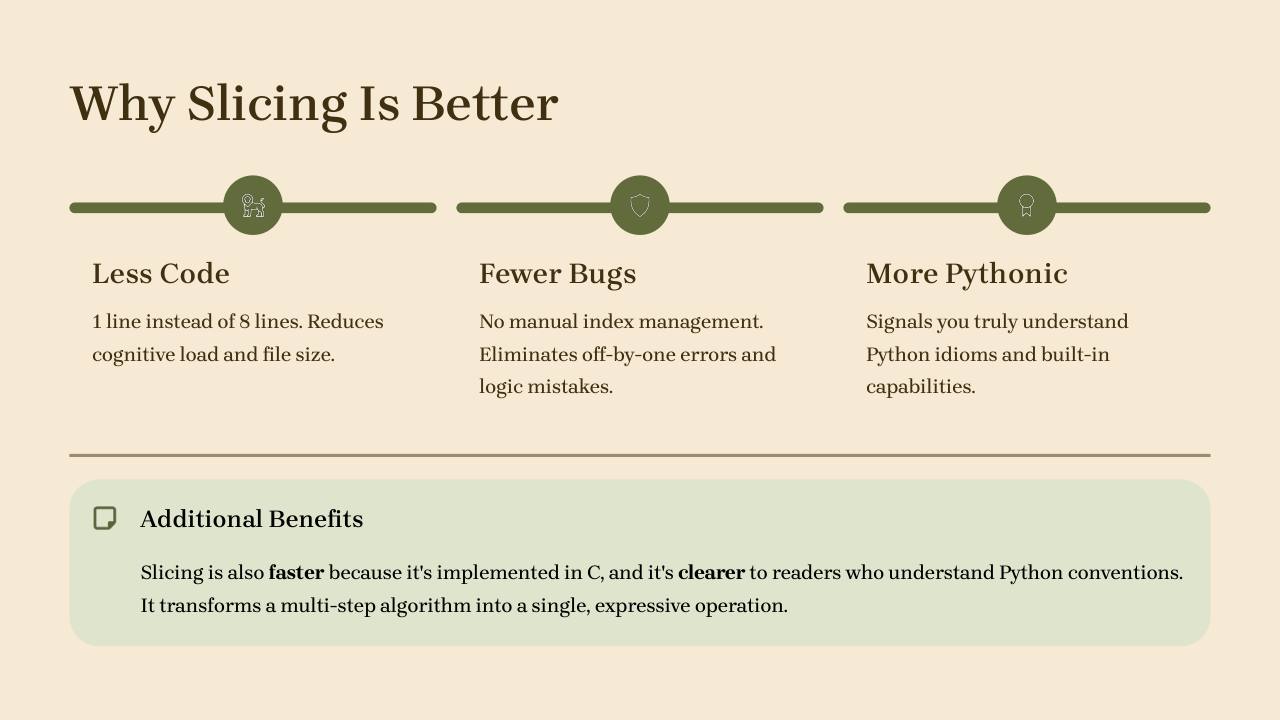 Why Slicing Is Better
Less Code
1 line instead of 8 lines. Reduces
cognitive load and file size.
Fewer Bugs
No manual index management.
Eliminates off-by-one errors and
logic mistakes.
More Pythonic
Signals you truly understand
Python idioms and built-in
capabilities.
Additional Benefits
Slicing is also faster because it's implemented in C, and it's clearer to readers who understand Python conventions.
It transforms a multi-step algorithm into a single, expressive operation.